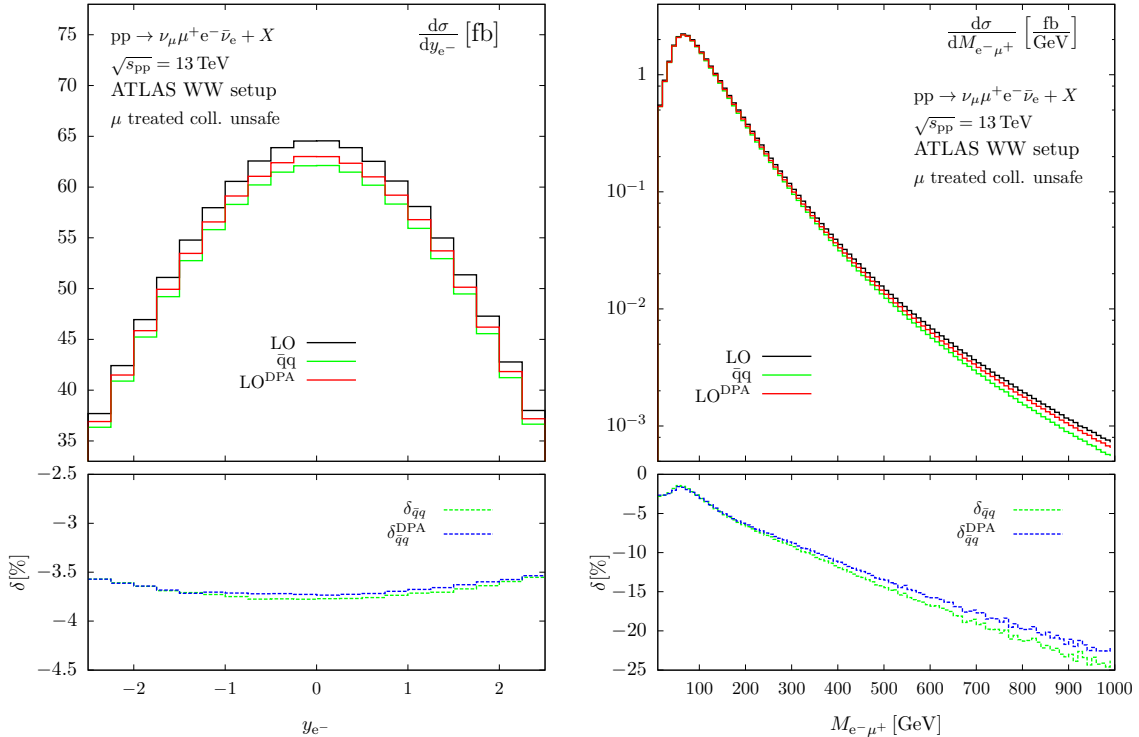 pp → ν_μ μ⁺ e⁻ ν̄_e + X
√s_pp = 13 TeV
ATLAS WW setup
μ treated coll. unsafe
dσ/dy_e⁻ [fb]
75
70
65
60
55
50
45
40
35
LO
q̄q
LO^DPA
−2.5
−3
−3.5
−4
−4.5
δ[%]
δ_q̄q
δ_q̄q^DPA
−2 −1 0 1 2
y_e⁻
dσ/dM_e⁻μ⁺ [fb/GeV]
pp → ν_μ μ⁺ e⁻ ν̄_e + X
√s_pp = 13 TeV
ATLAS WW setup
μ treated coll. unsafe
1
10⁻¹
10⁻²
10⁻³
LO
q̄q
LO^DPA
0
−5
−10
−15
−20
−25
δ[%]
δ_q̄q
δ_q̄q^DPA
100 200 300 400 500 600 700 800 900 1000
M_e⁻μ⁺ [GeV]